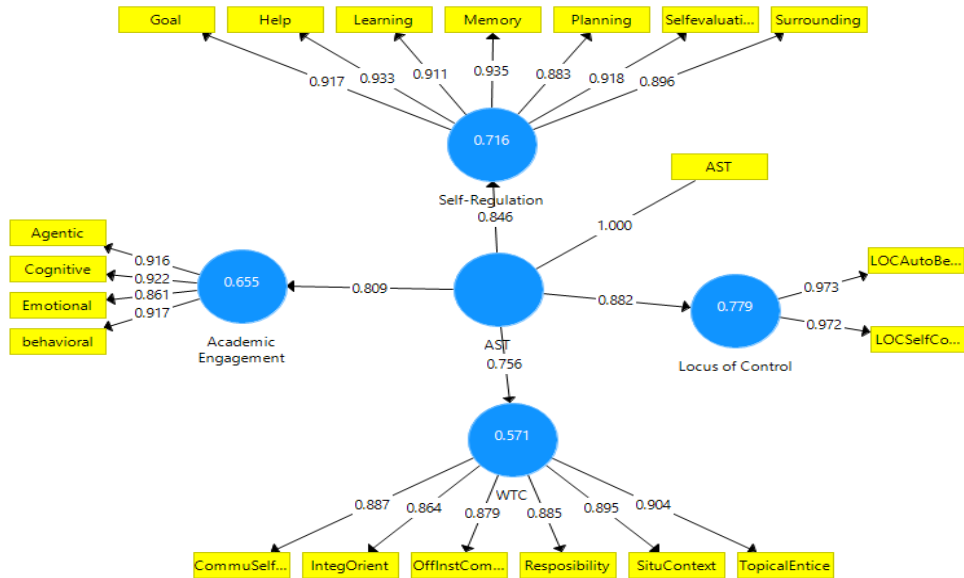 Goal Help Learning Memory Planning Selfevaluati... Surrounding
0.917 0.933 0.911 0.935 0.883 0.918 0.896
0.716
Self-Regulation
AST
0.846
1.000
Agentic
Cognitive
Emotional
behavioral
0.916
0.922
0.861
0.917
0.655
Academic
Engagement
0.809
AST
0.882
0.779
Locus of Control
LOCAutoBe...
0.973
0.972
LOCSelfCo...
0.756
0.571
WTC
0.887 0.864 0.879 0.885 0.895 0.904
CommuSelf... IntegOrient OffInstCom... Resposibility SituContext TopicalEntice